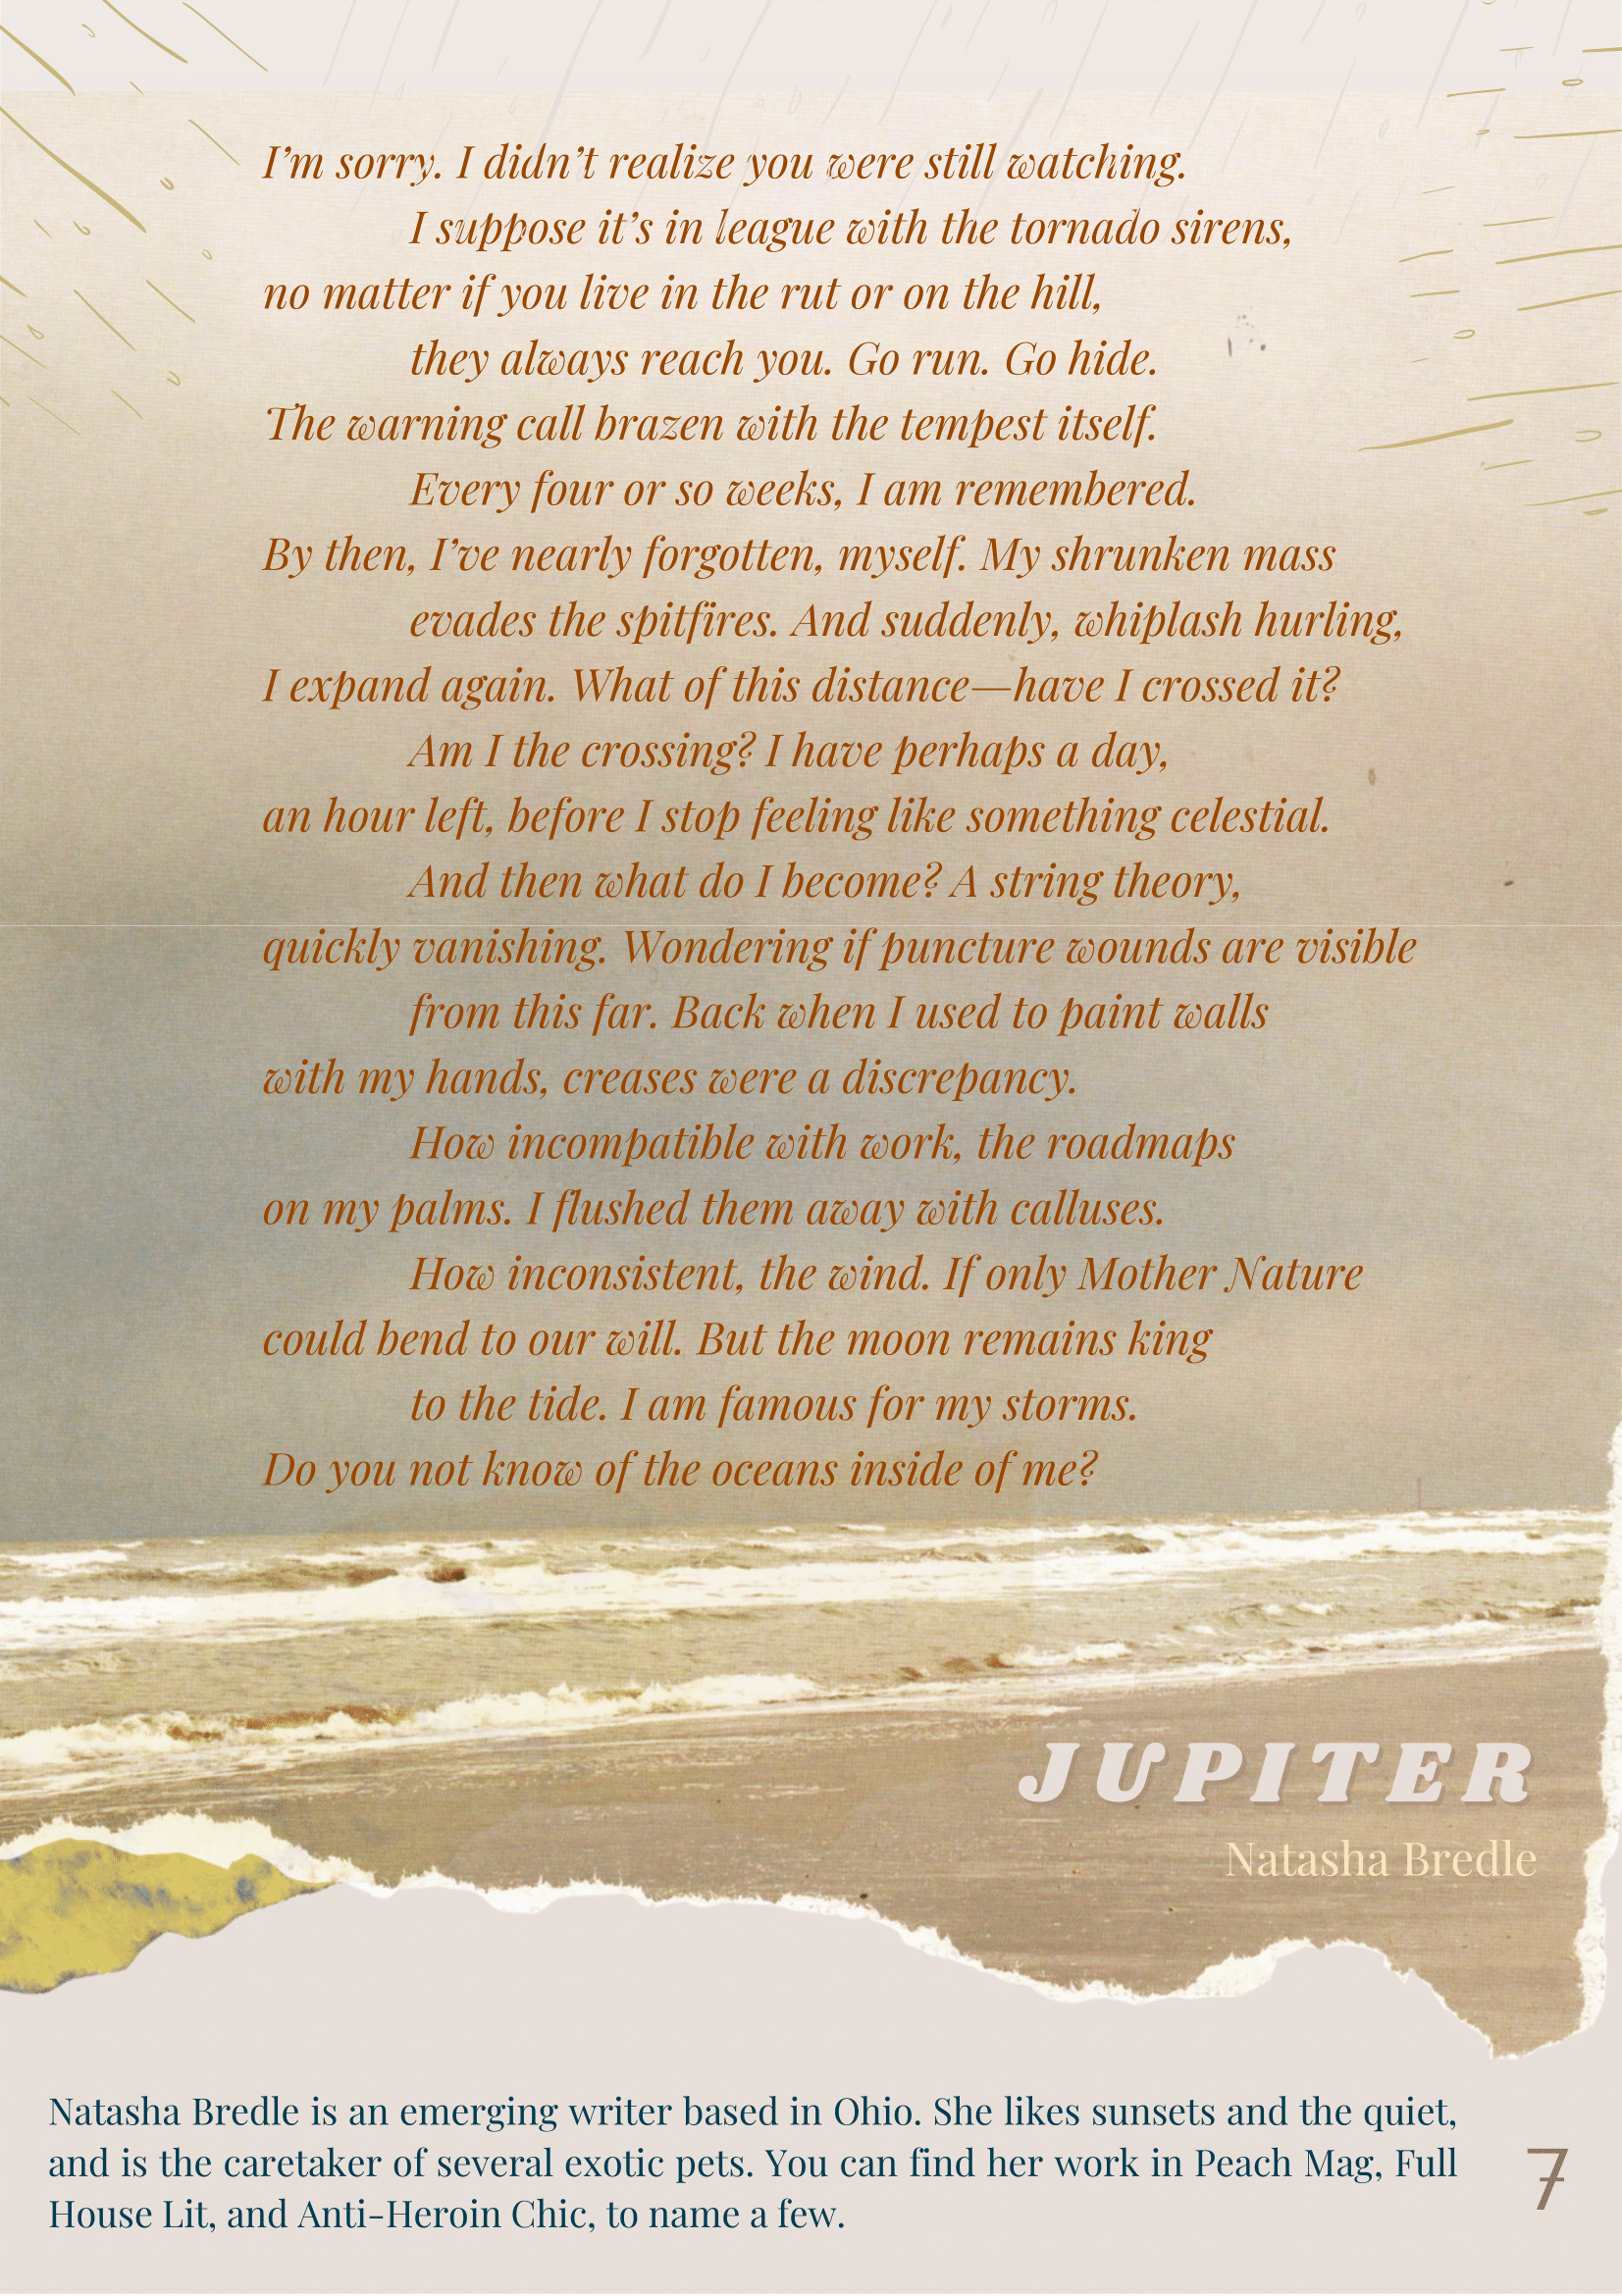 I’m sorry. I didn’t realize you were still watching.
I suppose it’s in league with the tornado sirens,
no matter if you live in the rut or on the hill,
they always reach you. Go run. Go hide.
The warning call brazen with the tempest itself.
Every four or so weeks, I am remembered.
By then, I’ve nearly forgotten, myself. My shrunken mass
evades the spitfires. And suddenly, whiplash hurling,
I expand again. What of this distance—have I crossed it?
Am I the crossing? I have perhaps a day,
an hour left, before I stop feeling like something celestial.
And then what do I become? A string theory,
quickly vanishing. Wondering if puncture wounds are visible
from this far. Back when I used to paint walls
with my hands, creases were a discrepancy.
How incompatible with work, the roadmaps
on my palms. I flushed them away with calluses.
How inconsistent, the wind. If only Mother Nature
could bend to our will. But the moon remains king
to the tide. I am famous for my storms.
Do you not know of the oceans inside of me?
JUPITER
Natasha Bredle
Natasha Bredle is an emerging writer based in Ohio. She likes sunsets and the quiet,
and is the caretaker of several exotic pets. You can find her work in Peach Mag, Full
House Lit, and Anti-Heroin Chic, to name a few.
7